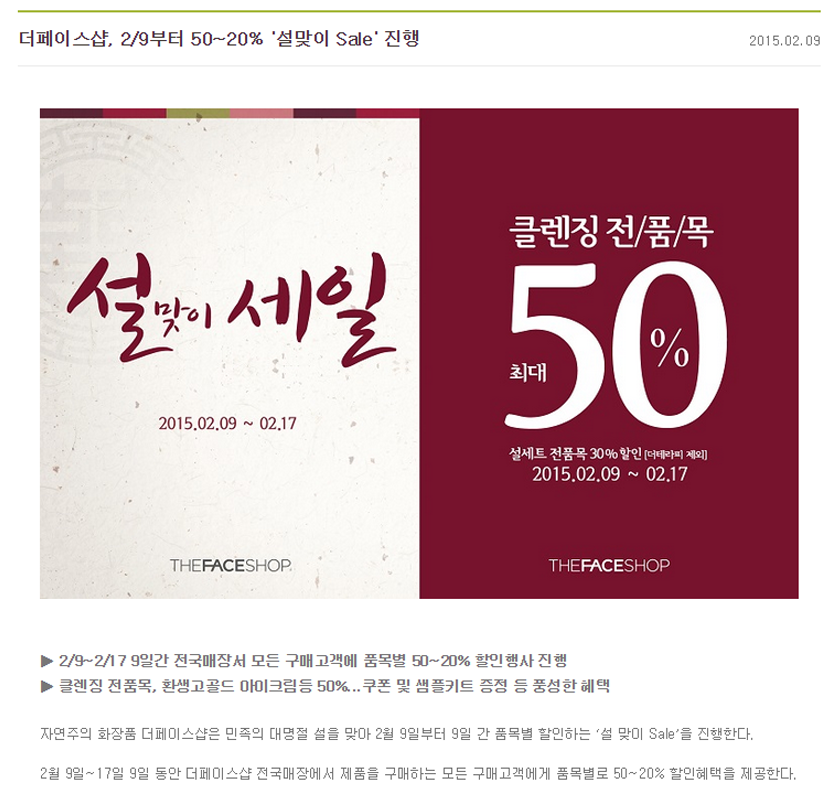 더페이스샵, 2/9부터 50~20% '설맞이 Sale' 진행
2015.02.09
설맞이 세일
2015.02.09 ~ 02.17
THEFACESHOP
클렌징 전/품/목
최대 50%
설세트 전품목 30% 할인 [더테라피 제외]
2015.02.09 ~ 02.17
THEFACESHOP
▶ 2/9~2/17 9일간 전국매장서 모든 구매고객에 품목별 50~20% 할인행사 진행
▶ 클렌징 전품목, 환생고골드 아이크림등 50%...쿠폰 및 샘플키트 증정 등 풍성한 혜택
자연주의 화장품 더페이스샵은 민족의 대명절 설을 맞아 2월 9일부터 9일 간 품목별 할인하는 '설 맞이 Sale'을 진행한다.
2월 9일~17일 9일 동안 더페이스샵 전국매장에서 제품을 구매하는 모든 구매고객에게 품목별로 50~20% 할인혜택을 제공한다.